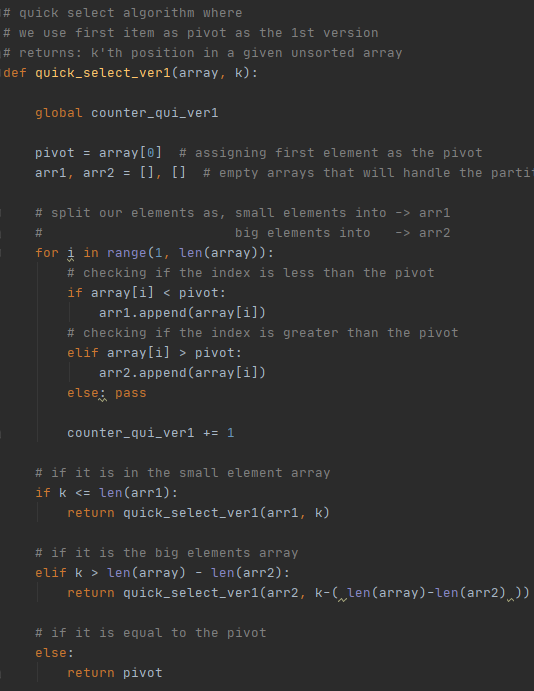 # quick select algorithm where
# we use first item as pivot as the 1st version
# returns: k'th position in a given unsorted array
def quick_select_ver1(array, k):
global counter_qui_ver1
pivot = array[0]  # assigning first element as the pivot
arr1, arr2 = [], []  # empty arrays that will handle the
# split our elements as, small elements into -> arr1
#                        big elements into   -> arr2
for i in range(1, len(array)):
# checking if the index is less than the pivot
if array[i] < pivot:
arr1.append(array[i])
# checking if the index is greater than the pivot
elif array[i] > pivot:
arr2.append(array[i])
else: pass
counter_qui_ver1 += 1
# if it is in the small element array
if k <= len(arr1):
return quick_select_ver1(arr1, k)
# if it is the big elements array
elif k > len(array) - len(arr2):
return quick_select_ver1(arr2, k-( len(array)-len(arr2) ))
# if it is equal to the pivot
else:
return pivot